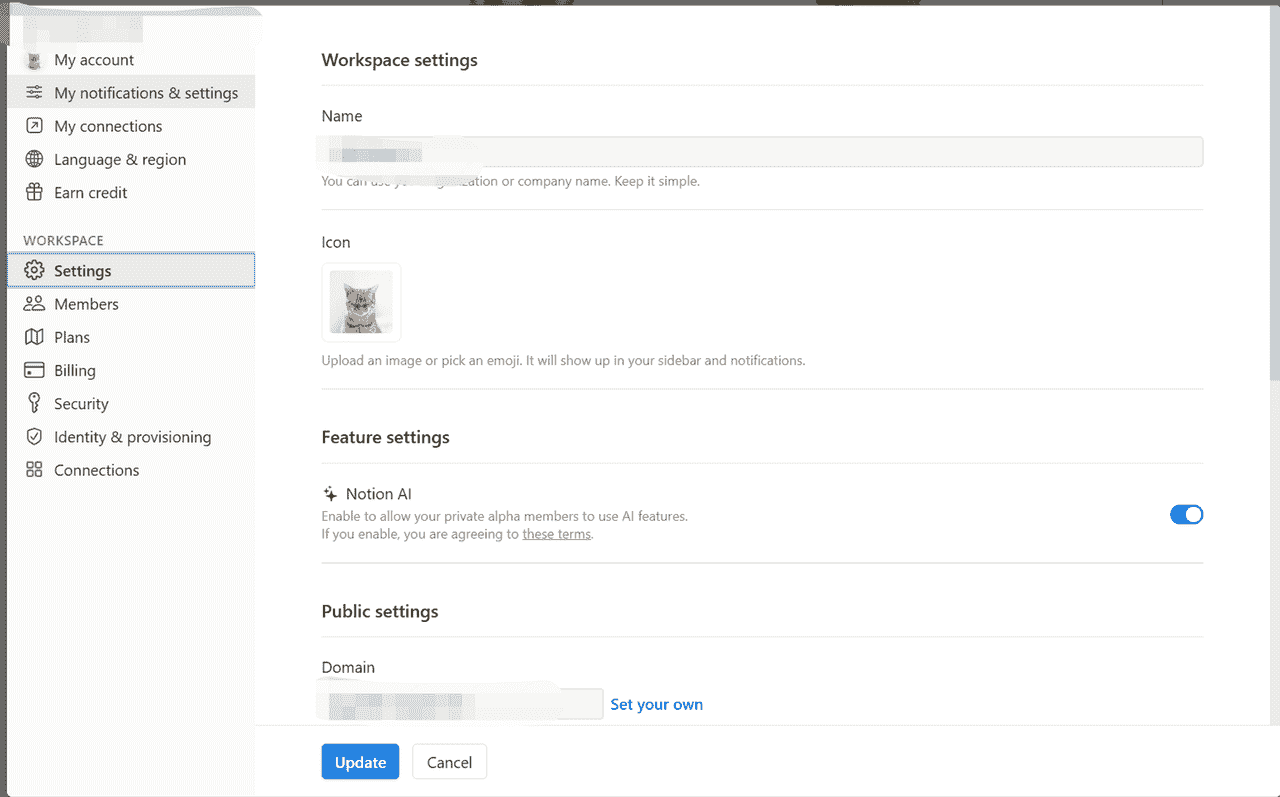 My account
My notifications & settings
My connections
Language & region
Earn credit
WORKSPACE
Settings
Members
Plans
Billing
Security
Identity & provisioning
Connections
Workspace settings
Name
You can use or company name. Keep it simple.
Icon
Upload an image or pick an emoji. It will show up in your sidebar and notifications.
Feature settings
Notion AI
Enable to allow your private alpha members to use AI features.
If you enable, you are agreeing to these terms.
Public settings
Domain
Set your own
Update
Cancel